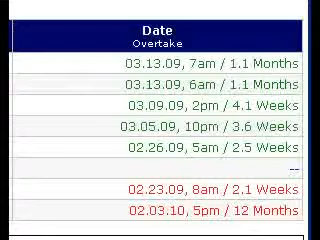 Date
Overtake
03.13.09, 7am / 1.1 Months
03.13.09, 6am / 1.1 Months
03.09.09, 2pm / 4.1 Weeks
03.05.09, 10pm / 3.6 Weeks
02.26.09, 5am / 2.5 Weeks
--
02.23.09, 8am / 2.1 Weeks
02.03.10, 5pm / 12 Months